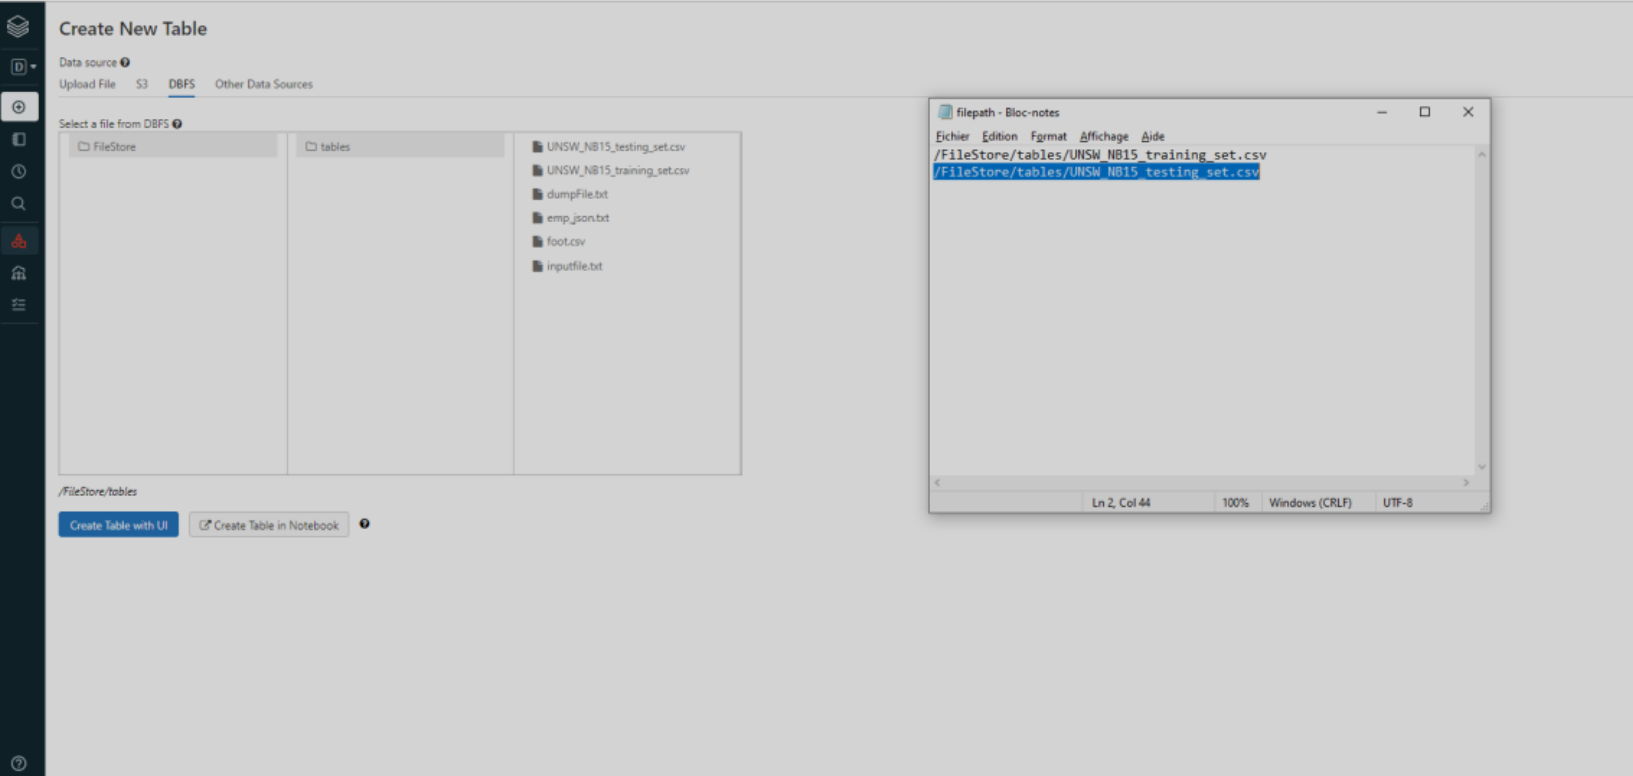 Create New Table
D
Data source
Upload File S3 DBFS Other Data Sources
Select a file from DBFS
FileStore
tables
UNSW_NB15_testing_set.csv
UNSW_NB15_training_set.csv
dumpFile.txt
emp_json.txt
foot.csv
inputfile.txt
/FileStore/tables
Create Table with UI
Create Table in Notebook
filepath - Bloc-notes
Fichier Edition Format Affichage Aide
/FileStore/tables/UNSW_NB15_training_set.csv
/FileStore/tables/UNSW_NB15_testing_set.csv
Ln 2, Col 44 100% Windows (CRLF) UTF-8